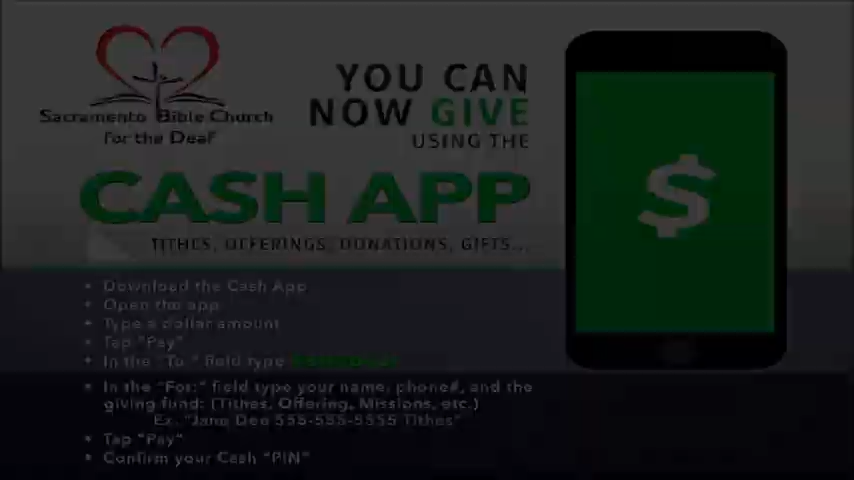 Sacramento Bible Church
for the Deaf
YOU CAN
NOW GIVE
USING THE
CASH APP
TITHES, OFFERINGS, DONATIONS, GIFTS...
$
• Download the Cash App
• Open the app
• Type a dollar amount
• Tap "Pay"
• In the "To:" field type
• In the "For:" field type your name, phone#, and the
giving fund: (Tithes, Offering, Missions, etc.)
Ex. "Jane Doe 555-555-5555 Tithes"
• Tap "Pay"
• Confirm your Cash "PIN"